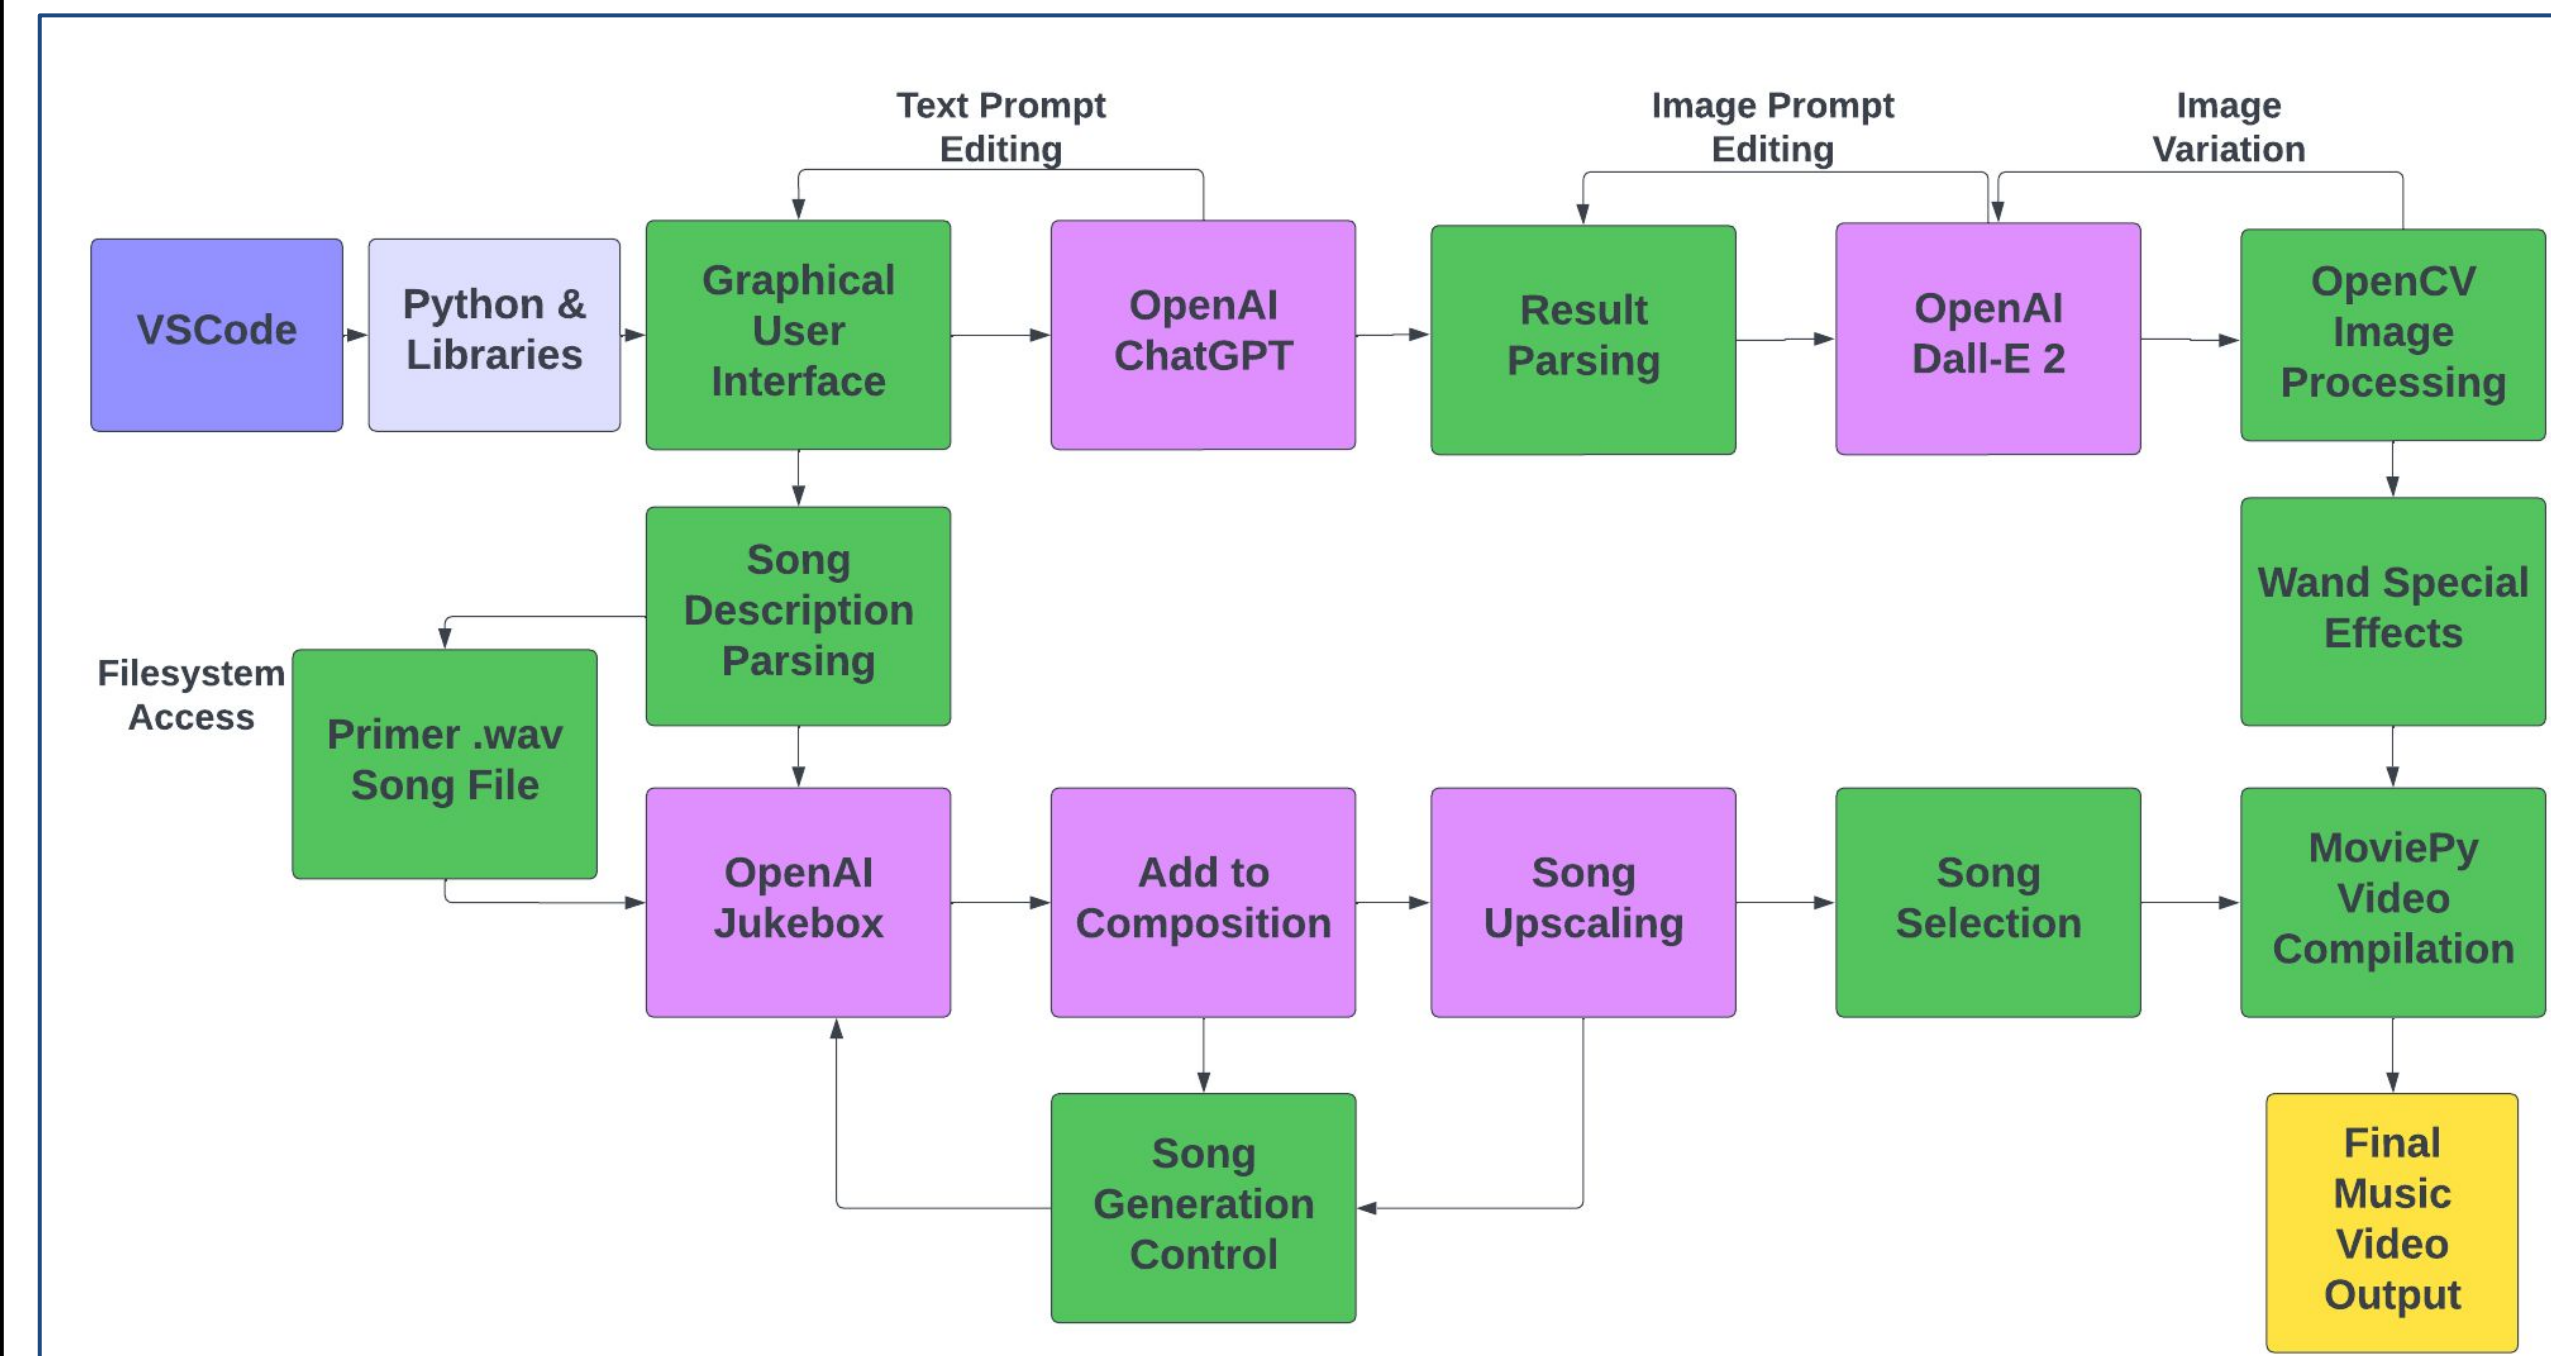 Text Prompt
Editing
Image Prompt
Editing
Image
Variation
VSCode
Python &
Libraries
Graphical
User
Interface
OpenAI
ChatGPT
Result
Parsing
OpenAI
Dall-E 2
OpenCV
Image
Processing
Song
Description
Parsing
Wand Special
Effects
Filesystem
Access
Primer .wav
Song File
OpenAI
Jukebox
Add to
Composition
Song
Upscaling
Song
Selection
MoviePy
Video
Compilation
Song
Generation
Control
Final
Music
Video
Output